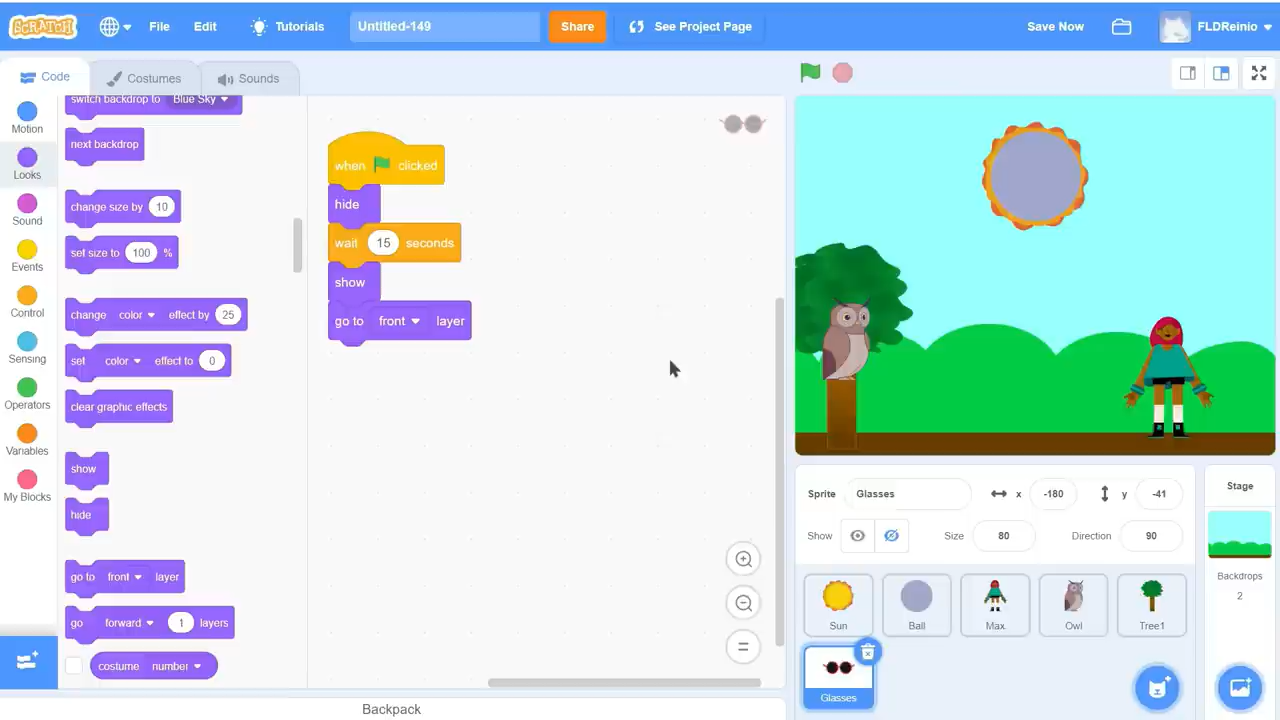 SCRATCH
File
Edit
Tutorials
Untitled-149
Share
See Project Page
Save Now
FLDReinio
Code
Costumes
Sounds
Motion
Looks
Sound
Events
Control
Sensing
Operators
Variables
My Blocks
switch backdrop to Blue Sky
next backdrop
change size by 10
set size to 100 %
change color effect by 25
set color effect to 0
clear graphic effects
show
hide
go to front layer
go forward 1 layers
costume number
when clicked
hide
wait 15 seconds
show
go to front layer
Backpack
Sprite Glasses x -180 y -41
Show Size 80 Direction 90
Sun
Ball
Max
Owl
Tree1
Glasses
Stage
Backdrops
2